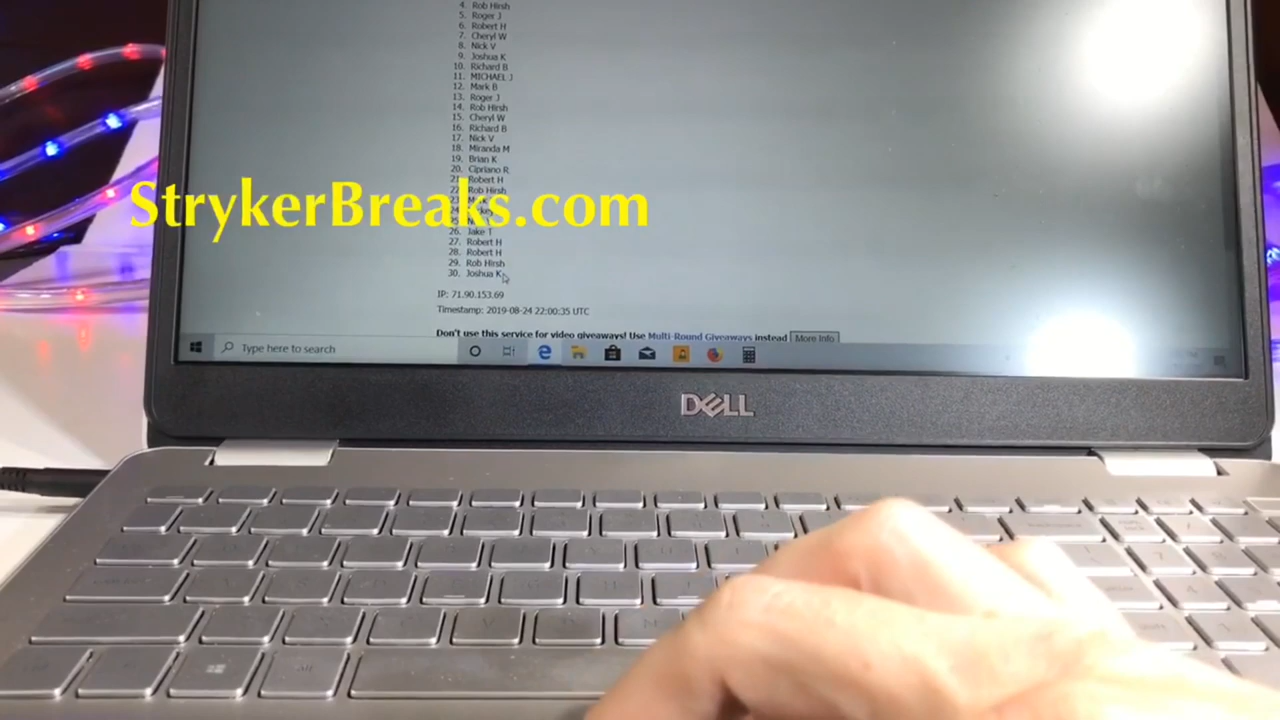 4. Rob Hirsh
5. Roger J
6. Robert H
7. Cheryl W
8. Nick V
9. Joshua K
10. Richard B
11. MICHAEL J
12. Mark B
13. Roger J
14. Rob Hirsh
15. Cheryl W
16. Richard B
17. Nick V
18. Miranda M
19. Brian K
20. Cipriano R
21. Robert H
22. Rob Hirsh
StrykerBreaks.com
26. Jake T
27. Robert H
28. Robert H
29. Rob Hirsh
30. Joshua K
IP: 71.90.153.69
Timestamp: 2019-08-24 22:00:35 UTC
Don't use this service for video giveaways! Use Multi-Round Giveaways instead More Info
Type here to search
DELL